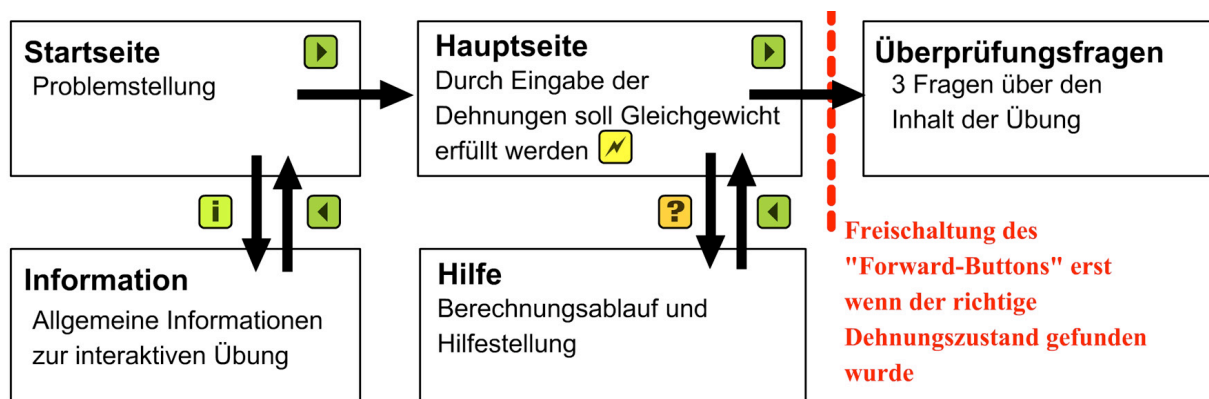 Startseite
Problemstellung
Hauptseite
Durch Eingabe der
Dehnungen soll Gleichgewicht
erfüllt werden
Überprüfungsfragen
3 Fragen über den
Inhalt der Übung
i
?
Information
Allgemeine Informationen
zur interaktiven Übung
Hilfe
Berechnungsablauf und
Hilfestellung
Freischaltung des
"Forward-Buttons" erst
wenn der richtige
Dehnungszustand gefunden
wurde